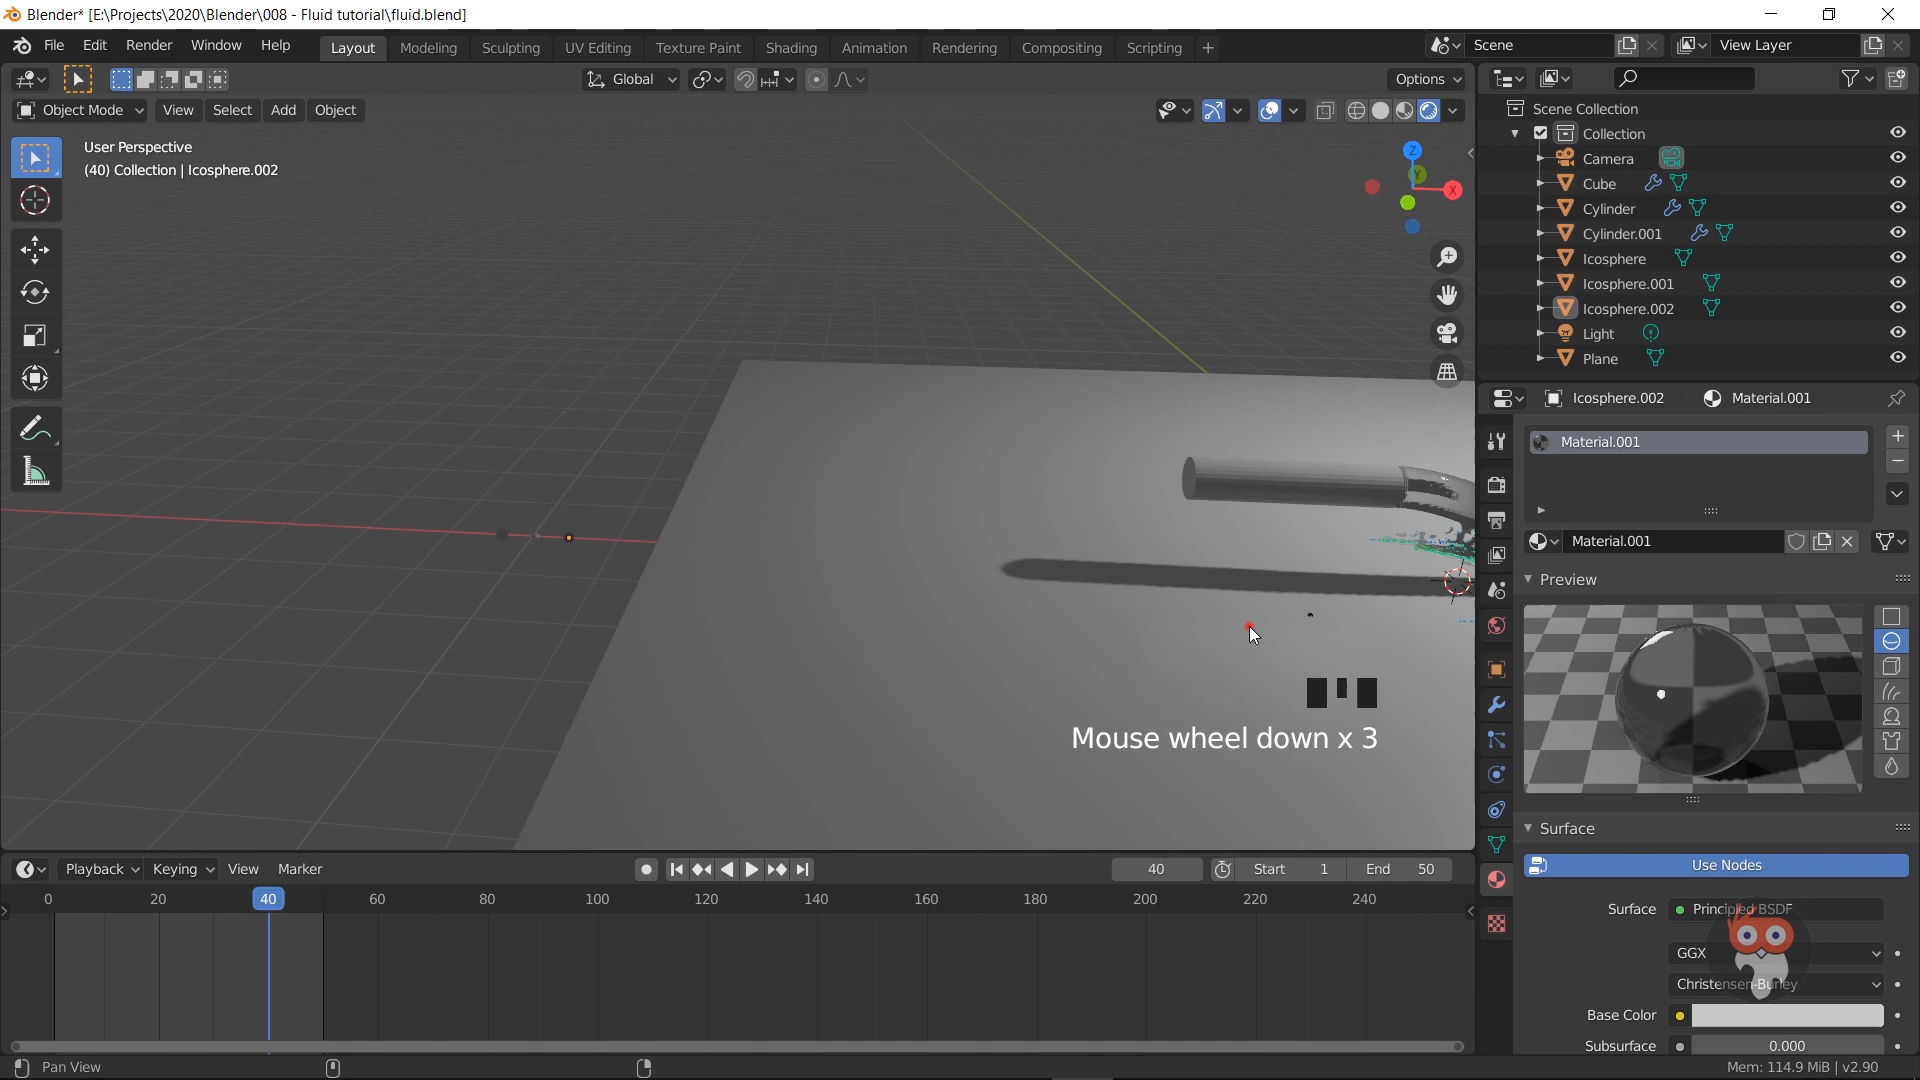 Blender* [E:\Projects\2020\Blender\008 - Fluid tutorial\fluid.blend]
File Edit Render Window Help Layout Modeling Sculpting UV Editing Texture Paint Shading Animation Rendering Compositing Scripting + Scene View Layer
Global Options
Object Mode View Select Add Object
User Perspective
(40) Collection | Icosphere.002
Z
Y
X
Scene Collection
Collection
Camera
Cube
Cylinder
Cylinder.001
Icosphere
Icosphere.001
Icosphere.002
Light
Plane
Icosphere.002 Material.001
Material.001
Material.001
Preview
Mouse wheel down x 3
Surface
Use Nodes
Surface Principled BSDF
GGX
Christensen-Burley
Base Color
Subsurface 0.000
Playback Keying View Marker 40 Start 1 End 50
0 20 40 60 80 100 120 140 160 180 200 220 240
Pan View Mem: 114.9 MiB | v2.90